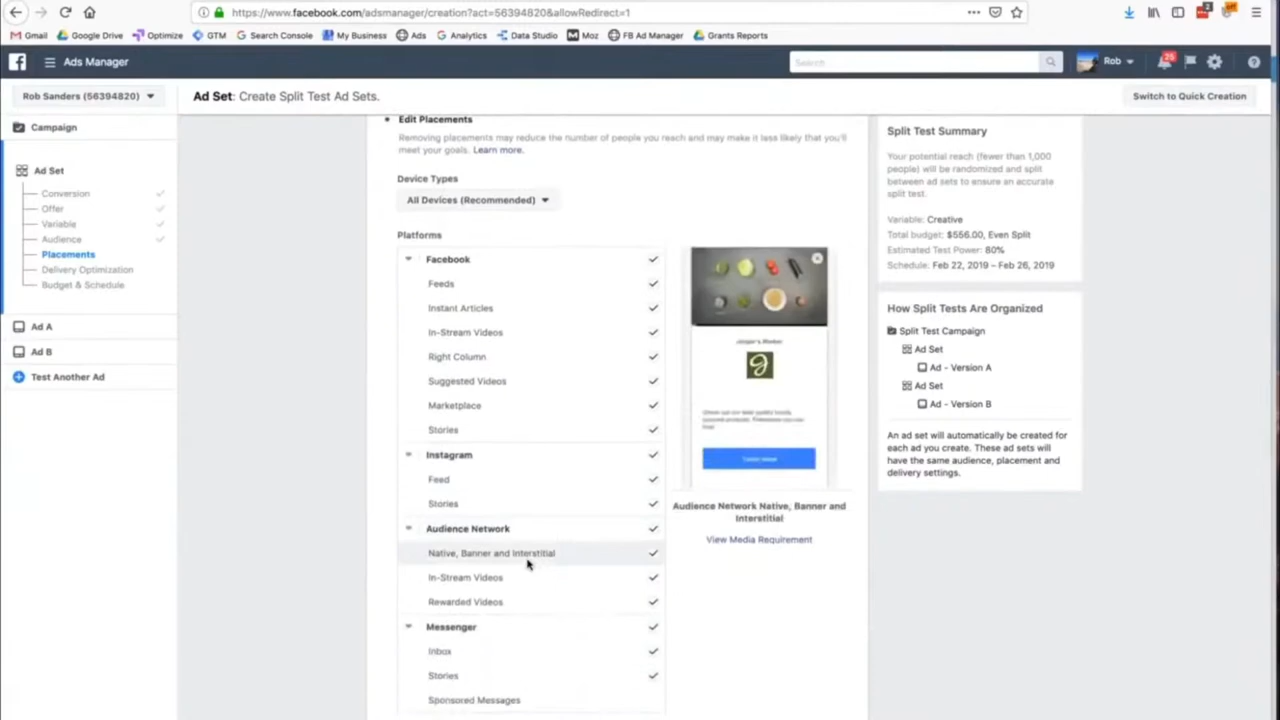 https://www.facebook.com/adsmanager/creation?act=56394820&allowRedirect=1
2
Gmail
Google Drive
Optimize
GTM
Search Console
My Business
Ads
Analytics
Data Studio
Moz
FB Ad Manager
Grants Reports
Ads Manager
Search
Rob
25
Rob Sanders (56394820)
Ad Set: Create Split Test Ad Sets.
Switch to Quick Creation
Campaign
Ad Set
Conversion
Offer
Variable
Audience
Placements
Delivery Optimization
Budget & Schedule
Ad A
Ad B
Test Another Ad
Edit Placements
Removing placements may reduce the number of people you reach and may make it less likely that you'll
meet your goals. Learn more.
Device Types
All Devices (Recommended)
Platforms
Facebook
Feeds
Instant Articles
In-Stream Videos
Right Column
Suggested Videos
Marketplace
Stories
Instagram
Feed
Stories
Audience Network
Native, Banner and Interstitial
In-Stream Videos
Rewarded Videos
Messenger
Inbox
Stories
Sponsored Messages
Jasper's Market
Audience Network Native, Banner and
Interstitial
View Media Requirement
Split Test Summary
Your potential reach (fewer than 1,000
people) will be randomized and split
between ad sets to ensure an accurate
split test.
Variable: Creative
Total budget: $556.00, Even Split
Estimated Test Power: 80%
Schedule: Feb 22, 2019 – Feb 26, 2019
How Split Tests Are Organized
Split Test Campaign
Ad Set
Ad - Version A
Ad Set
Ad - Version B
An ad set will automatically be created for
each ad you create. These ad sets will
have the same audience, placement and
delivery settings.